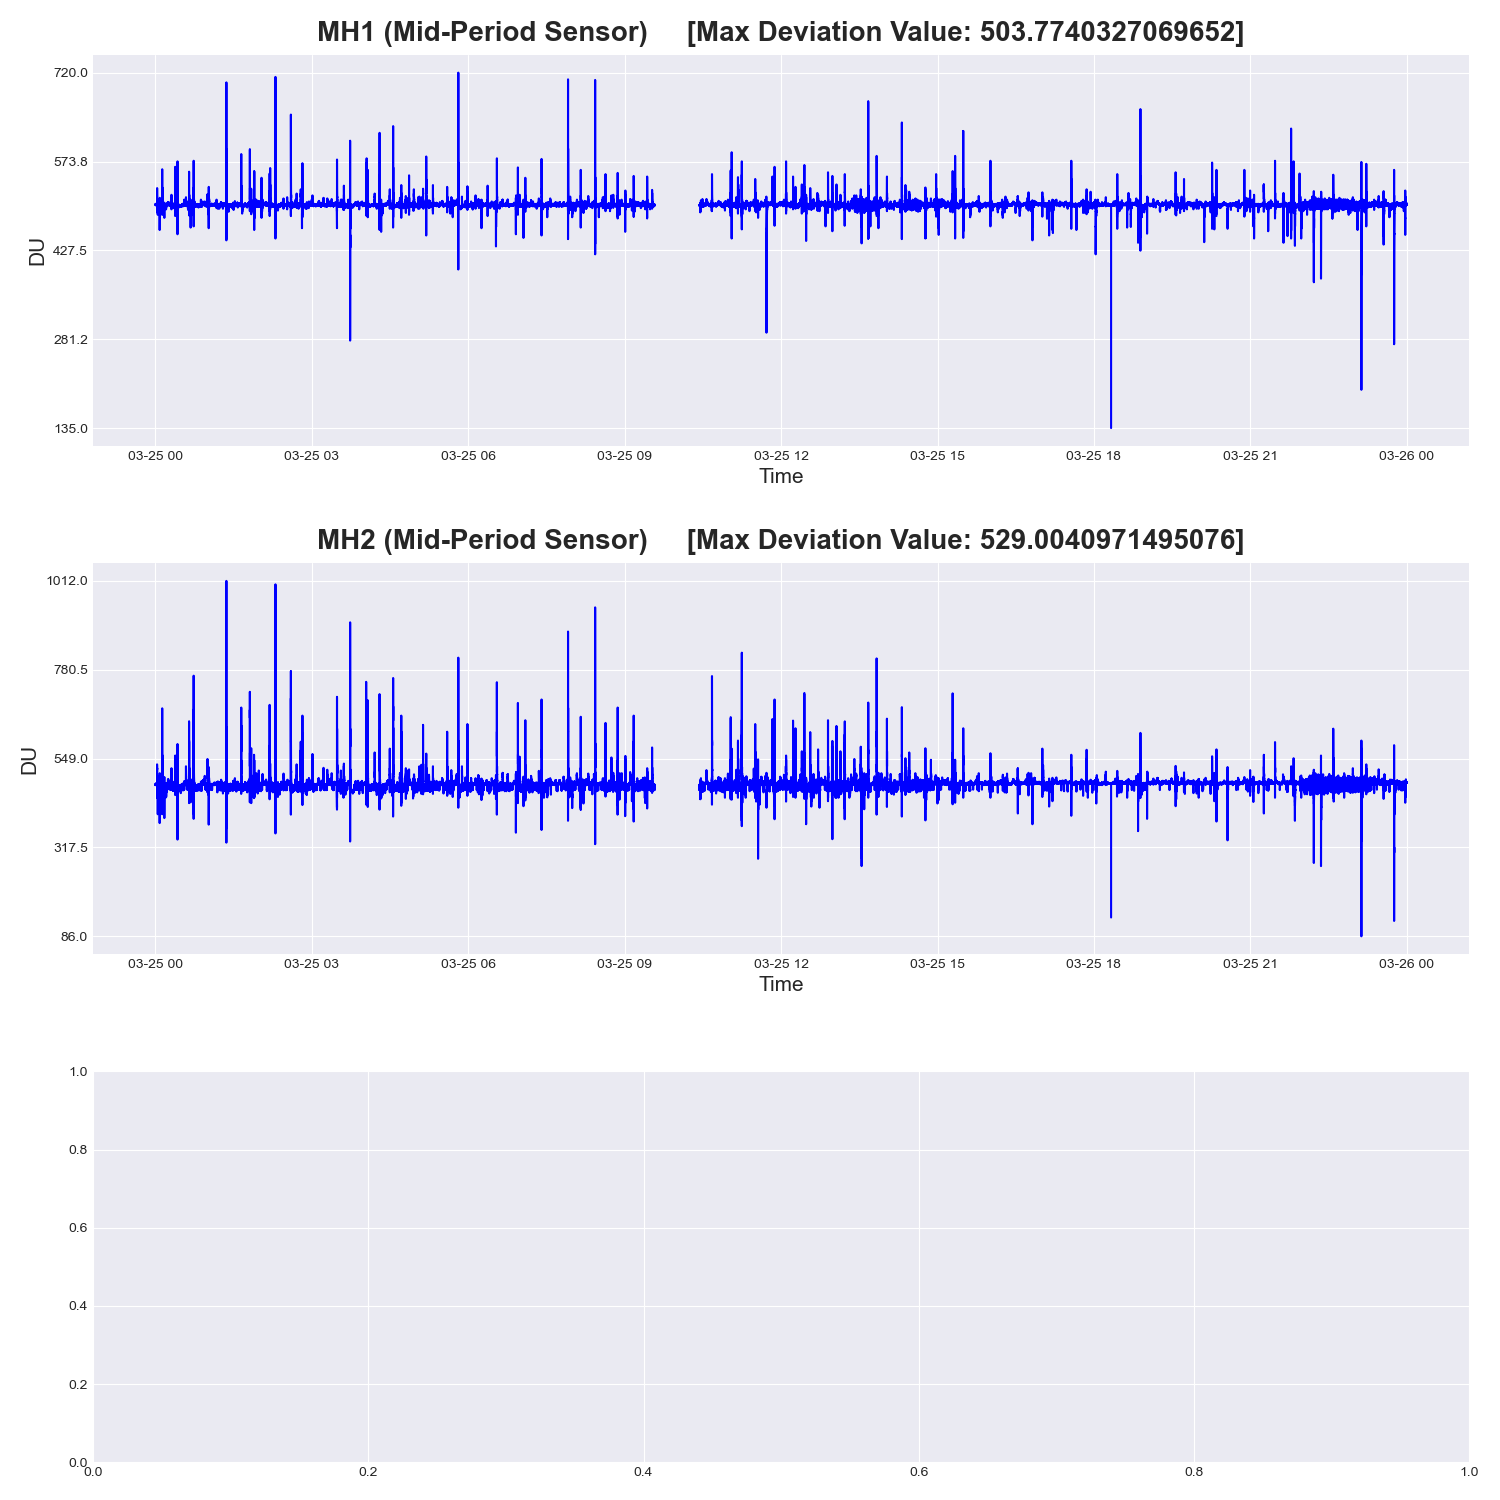 MH1 (Mid-Period Sensor) [Max Deviation Value: 503.7740327069652]
720.0
573.8
427.5
281.2
135.0
DU
03-25 00 03-25 03 03-25 06 03-25 09 03-25 12 03-25 15 03-25 18 03-25 21 03-26 00
Time
MH2 (Mid-Period Sensor) [Max Deviation Value: 529.0040971495076]
1012.0
780.5
549.0
317.5
86.0
DU
03-25 00 03-25 03 03-25 06 03-25 09 03-25 12 03-25 15 03-25 18 03-25 21 03-26 00
Time
1.0
0.8
0.6
0.4
0.2
0.0
0.0 0.2 0.4 0.6 0.8 1.0